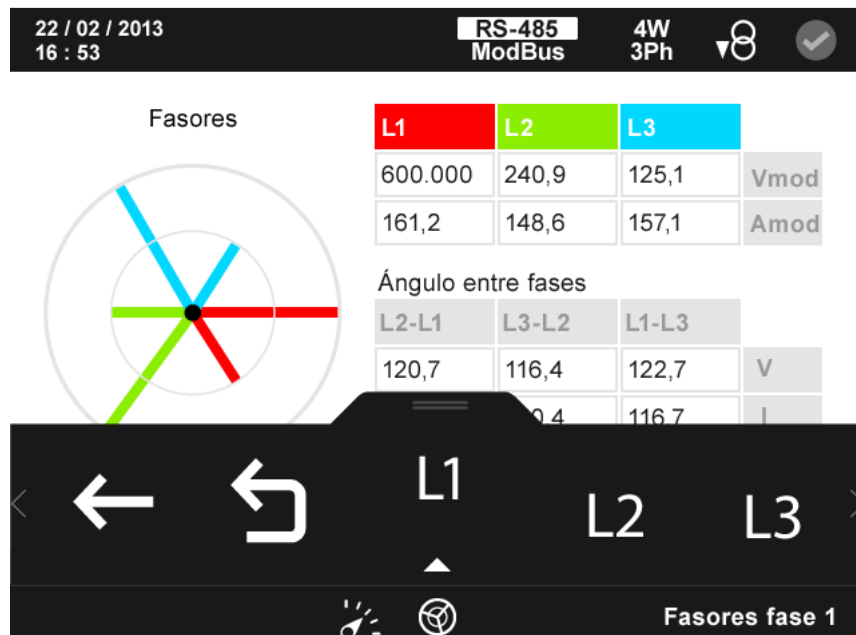 22 / 02 / 2013
16 : 53
RS-485
ModBus
4W
3Ph
Fasores
L1 L2 L3
600.000 240,9 125,1 Vmod
161,2 148,6 157,1 Amod
Ángulo entre fases
L2-L1 L3-L2 L1-L3
120,7 116,4 122,7 V
116,7 I
L1
L2
L3
Fasores fase 1